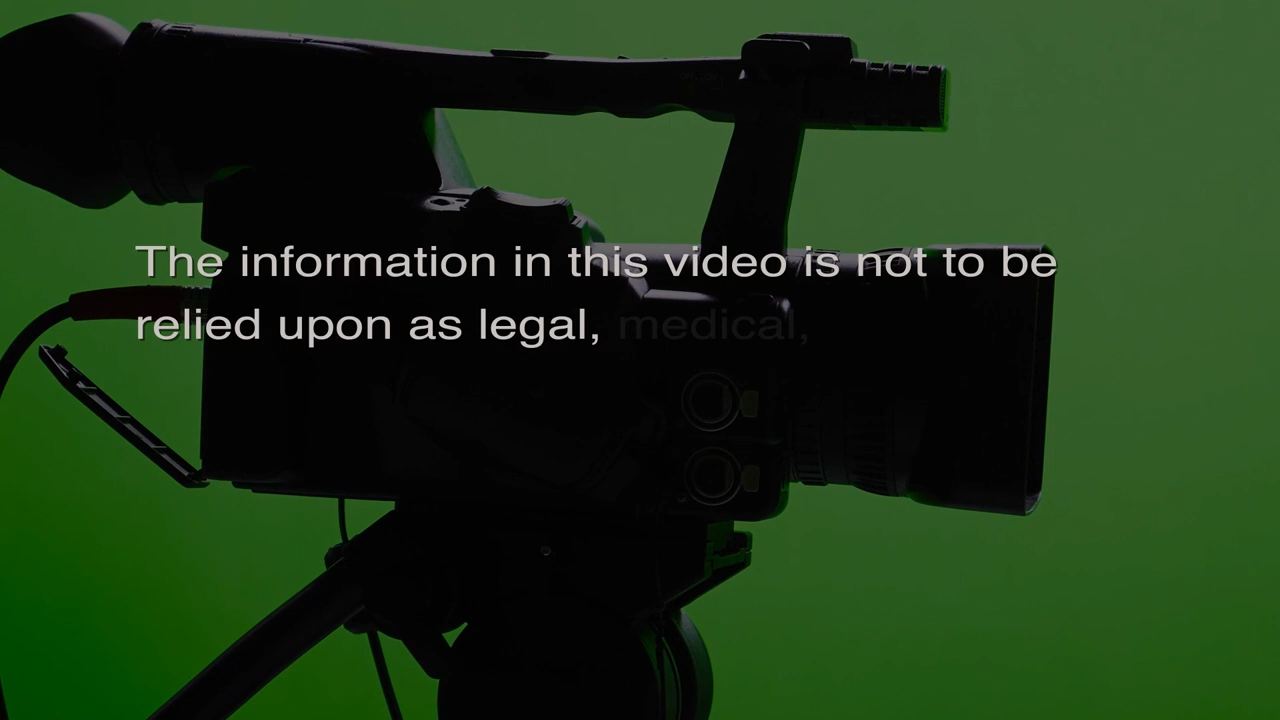 The information in this video is not to be
relied upon as legal, medical,